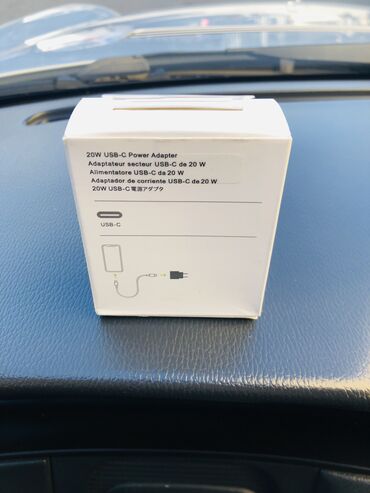 20W USB-C Power Adapter
Adaptateur secteur USB-C de 20 W
Alimentatore USB-C da 20 W
Adaptador de corriente USB-C de 20 W
20W USB-C電源アダプタ
USB-C